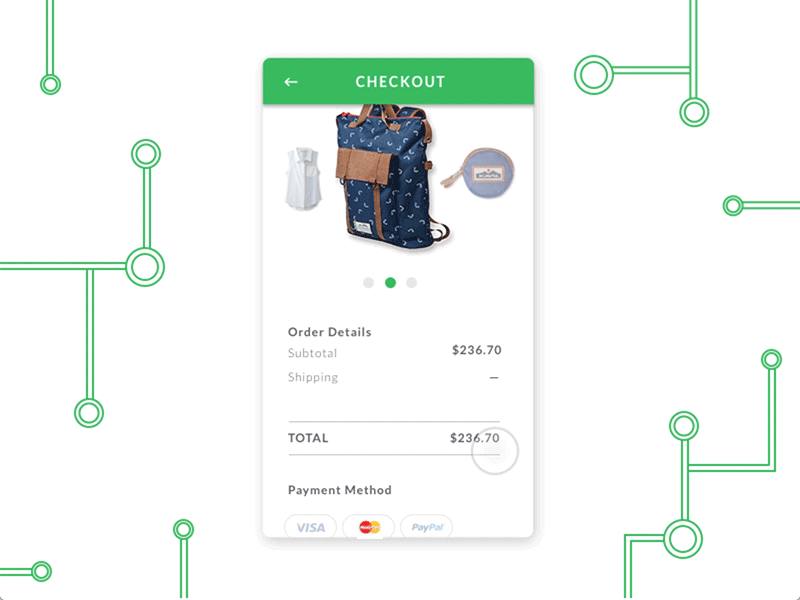 CHECKOUT
Order Details
Subtotal $236.70
Shipping –
TOTAL $236.70
Payment Method
VISA PayPal